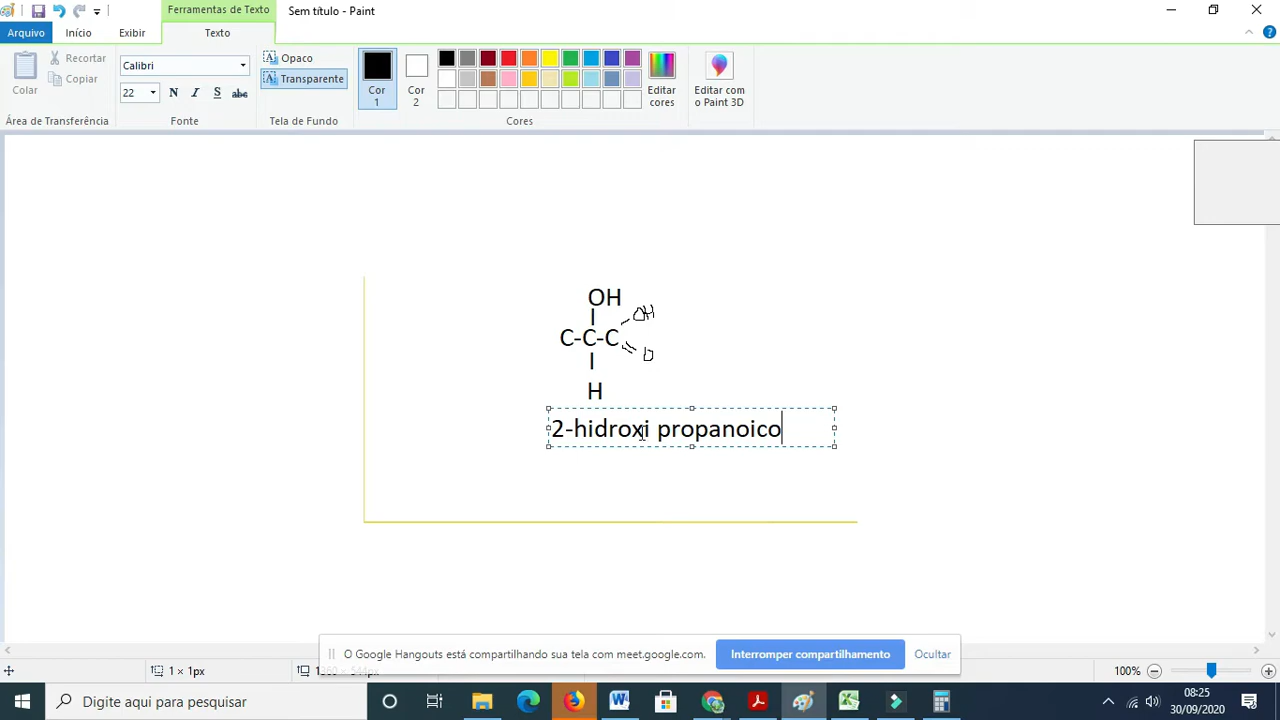 Ferramentas de Texto
Sem título - Paint
Arquivo
Início
Exibir
Texto
Colar
Recortar
Copiar
Área de Transferência
Calibri
22
N I S abc
Fonte
Opaco
Transparente
Tela de Fundo
Cor
1
Cor
2
Editar
cores
Cores
Editar com
o Paint 3D
OH
OH
C-C-C
O
H
2-hidroxi propanoico
O Google Hangouts está compartilhando sua tela com meet.google.com.
Interromper compartilhamento
Ocultar
1 × 1px
1360 × 544px
100%
Digite aqui para pesquisar
08:25
30/09/2020